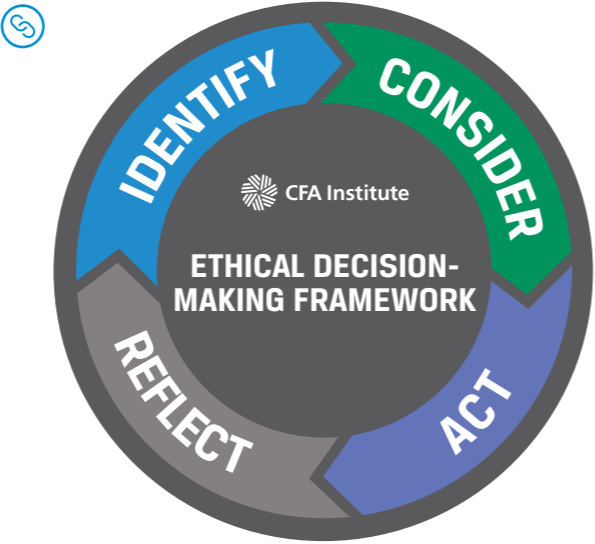 IDENTIFY
CONSIDER
CFA Institute
ETHICAL DECISION-
MAKING FRAMEWORK
REFLECT
ACT